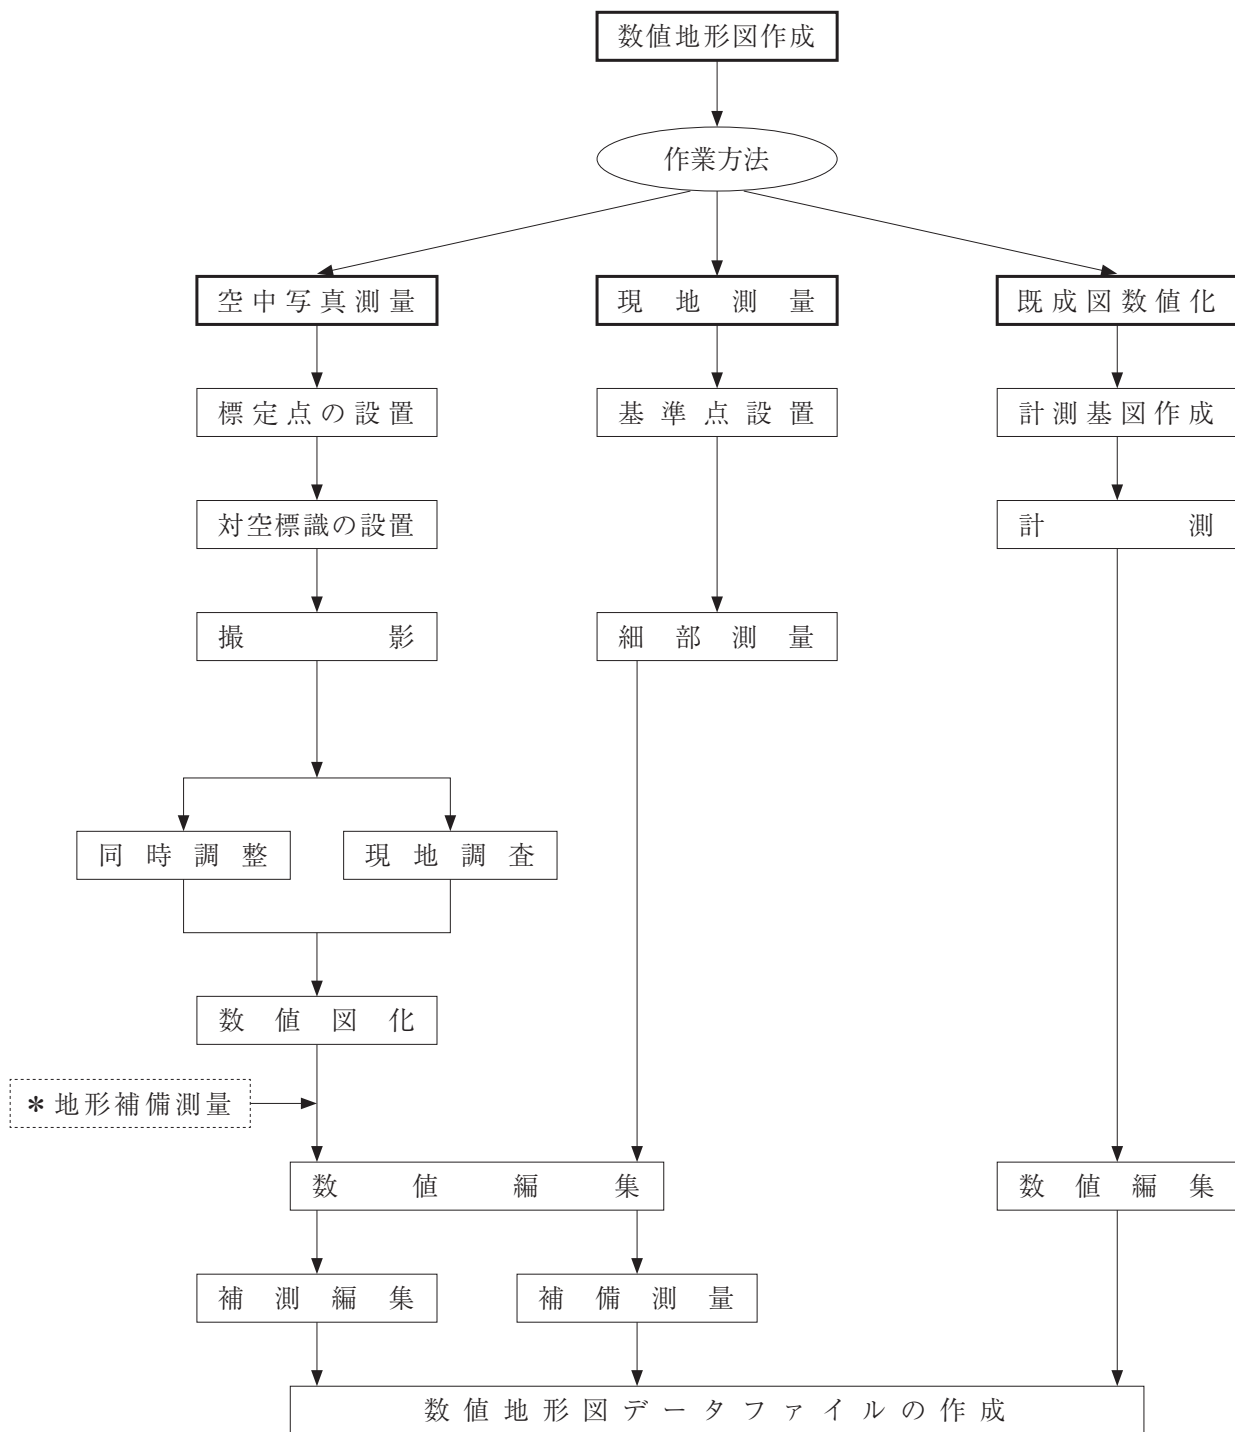 数値地形図作成
作業方法
空中写真測量
現地測量
既成図数値化
標定点の設置
基準点設置
計測基図作成
対空標識の設置
計測
撮影
細部測量
同時調整
現地調査
数値図化
＊地形補備測量
数値編集
数値編集
補測編集
補備測量
数値地形図データファイルの作成